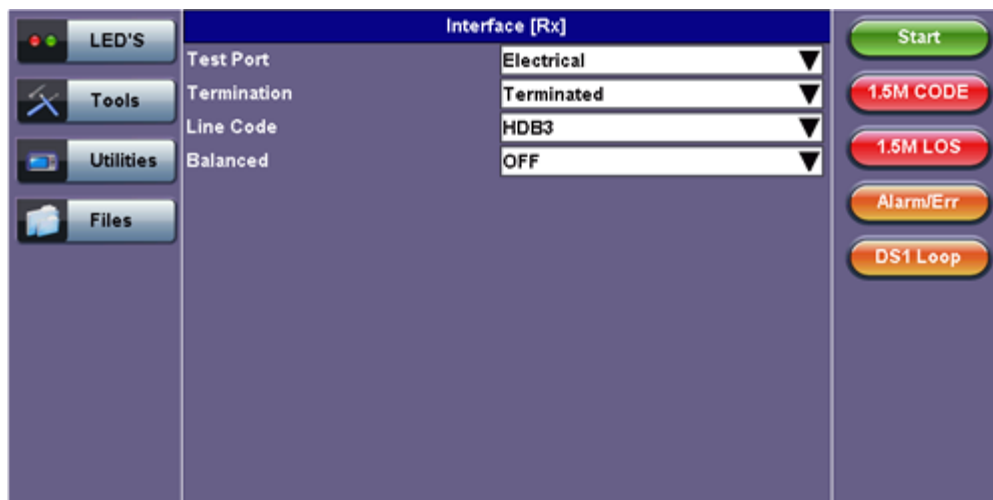 LED'S
Tools
Utilities
Files
Interface [Rx]
Test Port Electrical
Termination Terminated
Line Code HDB3
Balanced OFF
Start
1.5M CODE
1.5M LOS
Alarm/Err
DS1 Loop